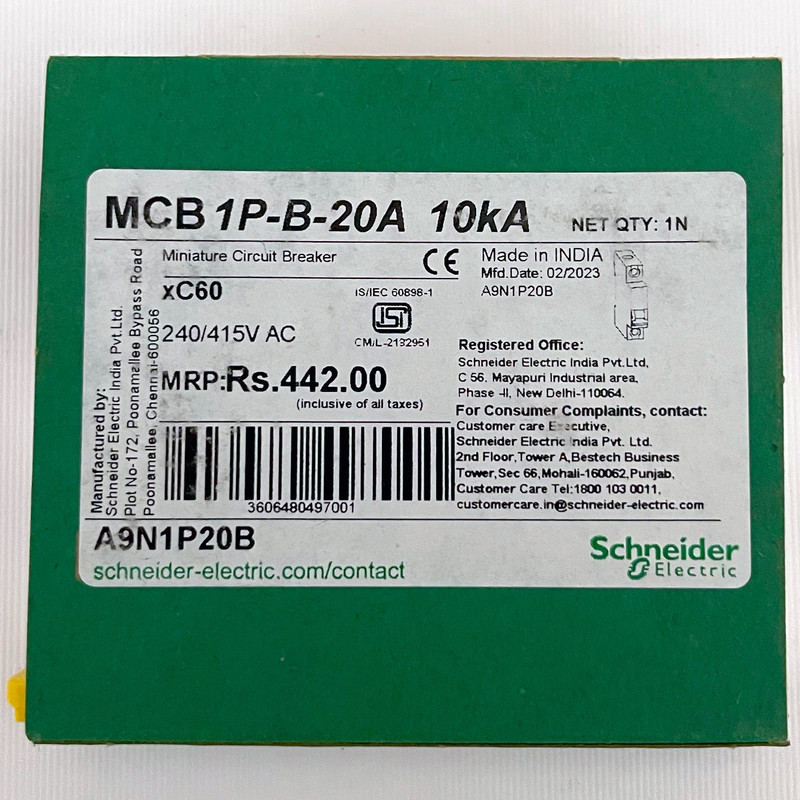 MCB 1P-B-20A 10kA NET QTY: 1N
Manufactured by:
Schneider Electric India Pvt.Ltd.
Plot No-172, Poonamallee Bypass Road
Poonamallee, Chennai-600056
Miniature Circuit Breaker
xC60
240/415V AC
CE
IS/IEC 60898-1
ISI
CM/L-2132951
MRP:Rs.442.00
(inclusive of all taxes)
3606480497001
Made in INDIA
Mfd.Date: 02/2023
A9N1P20B
Registered Office:
Schneider Electric India Pvt.Ltd,
C 56. Mayapuri Industrial area,
Phase -II, New Delhi-110064.
For Consumer Complaints, contact:
Customer care Executive,
Schneider Electric India Pvt. Ltd.
2nd Floor,Tower A,Bestech Business
Tower,Sec 66,Mohali-160062,Punjab,
Customer Care Tel:1800 103 0011,
customercare.in@schneider-electric.com
A9N1P20B
schneider-electric.com/contact
Schneider
Electric